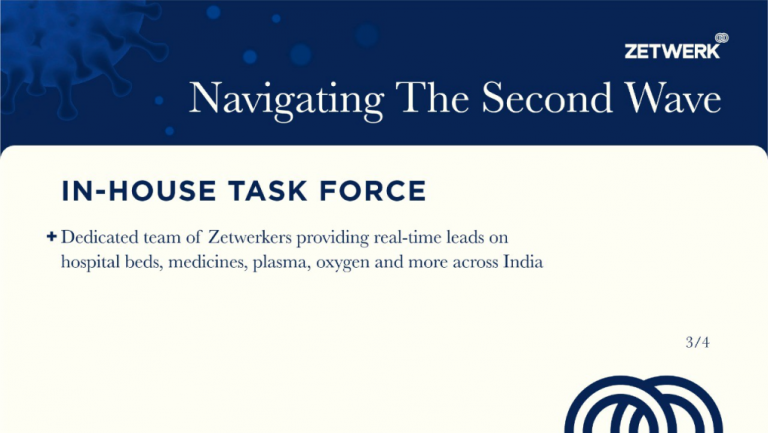 ZETWERK
Navigating The Second Wave
IN-HOUSE TASK FORCE
+ Dedicated team of Zetwerkers providing real-time leads on
hospital beds, medicines, plasma, oxygen and more across India
3/4